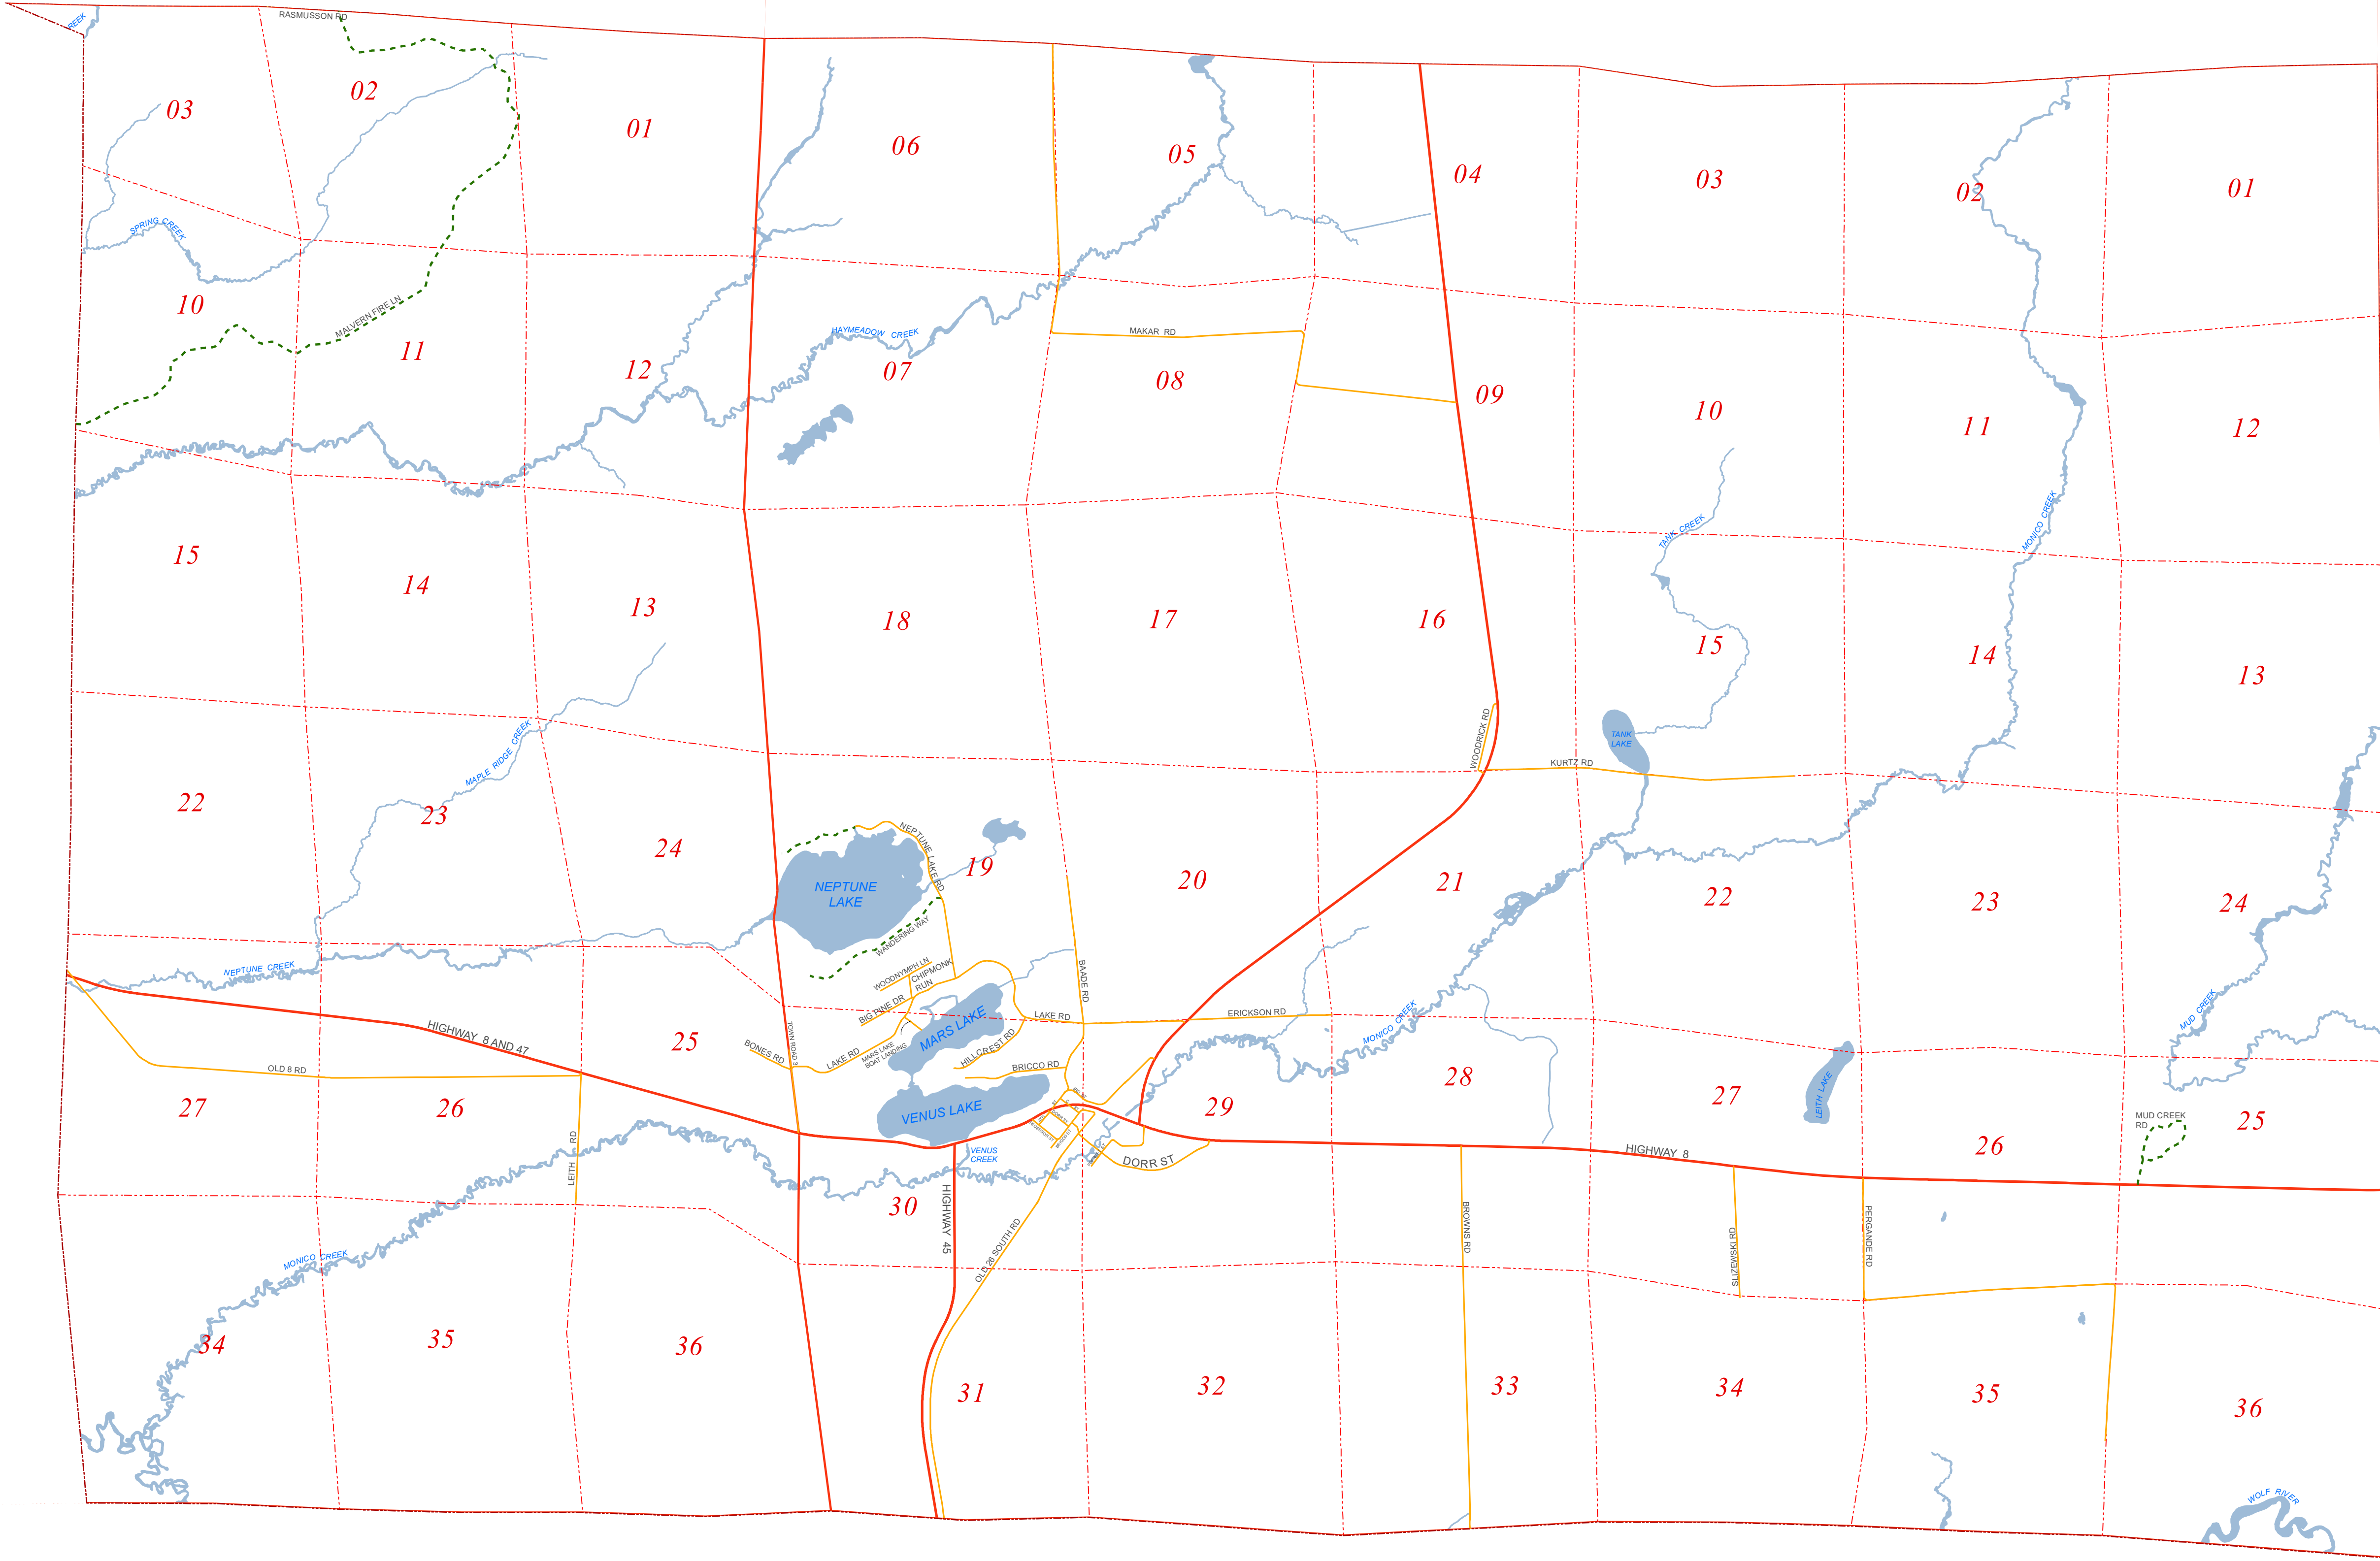 REEK
RASMUSSON RD
03
02
01
06
05
04
03
02
01
SPRING CREEK
10
MALVERN FIRE LN
11
12
HAYMEADOW CREEK
07
MAKAR RD
08
09
10
11
12
TANK CREEK
MONICO CREEK
15
14
13
18
17
16
15
14
13
MAPLE RIDGE CREEK
WOODRICK RD
TANK
LAKE
KURTZ RD
22
23
24
NEPTUNE LAKE RD
19
20
21
22
23
24
NEPTUNE
LAKE
WANDERING WAY
NEPTUNE CREEK
WOODNYMPH LN
CHIPMONK
RUN
BIG PINE DR
BAADE RD
MUD CREEK
HIGHWAY 8 AND 47
25
TOWN ROAD 3
BONES RD
LAKE RD
MARS LAKE
BOAT LANDING
MARS LAKE
LAKE RD
HILLCREST RD
BRICCO RD
ERICKSON RD
MONICO CREEK
OLD 8 RD
27
26
VENUS LAKE
29
28
27
LEITH LAKE
26
MUD CREEK
RD
25
LEITH RD
VENUS
CREEK
DORR ST
HIGHWAY 8
30
HIGHWAY 45
OLD 26 SOUTH RD
BROWNS RD
SLIZEWSKI RD
PERGANDE RD
MONICO CREEK
34
35
36
31
32
33
34
35
36
WOLF RIVER